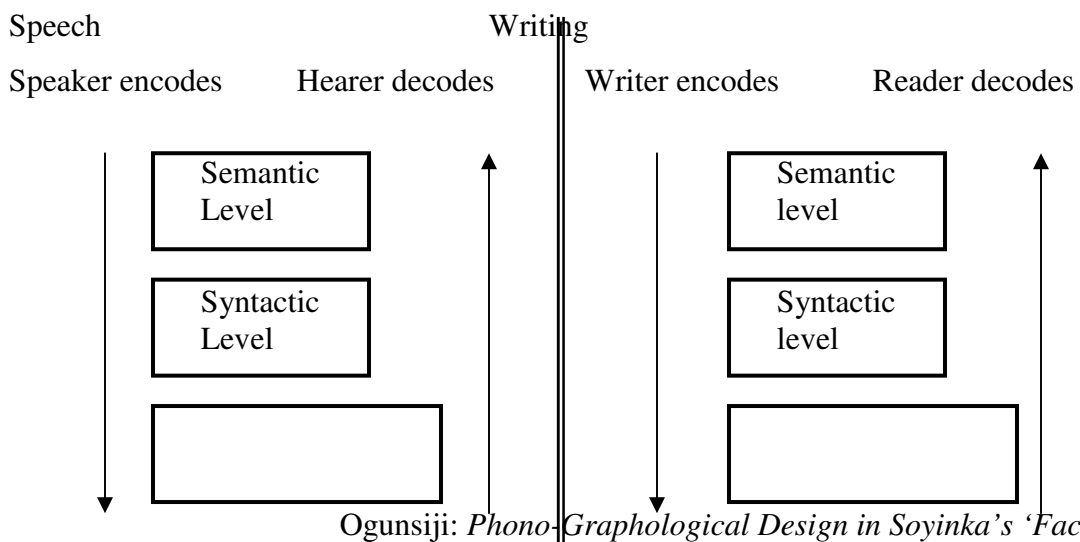 Speech Writing
Speaker encodes Hearer decodes Writer encodes Reader decodes
Semantic
Level
Semantic
level
Syntactic
Level
Syntactic
level
Ogunsiji: Phono-Graphological Design in Soyinka’s ‘Fac